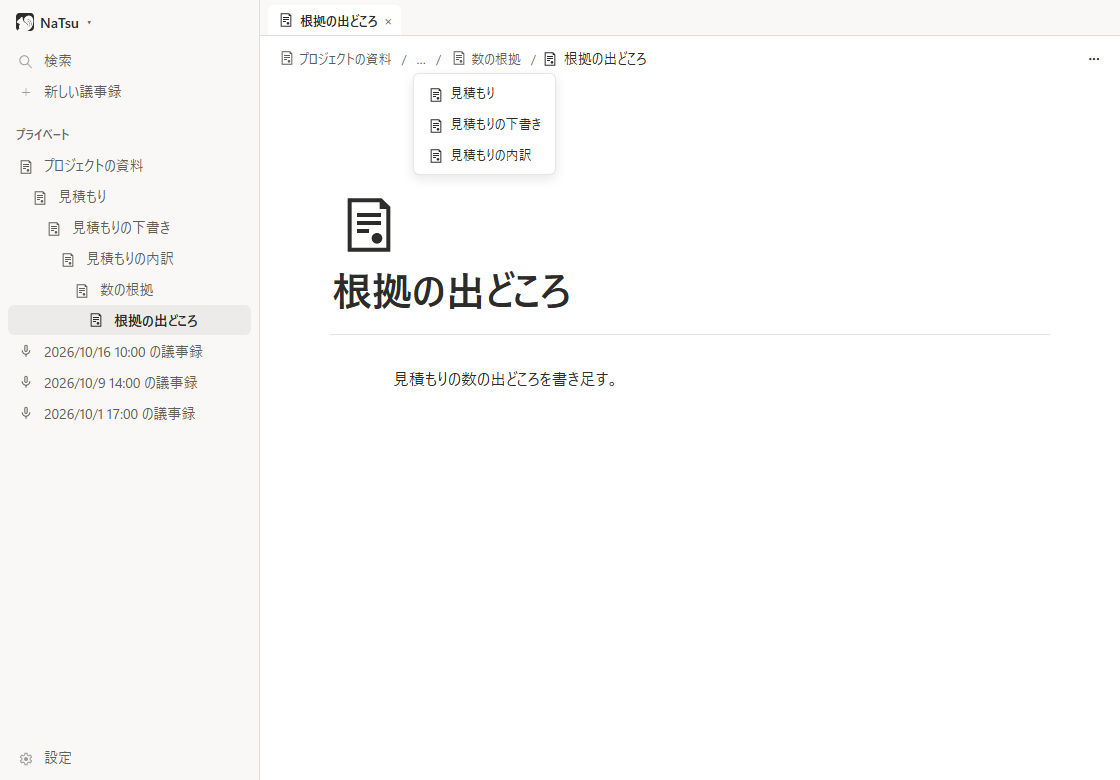 NaTsu
検索
新しい議事録
プライベート
プロジェクトの資料
見積もり
見積もりの下書き
見積もりの内訳
数の根拠
根拠の出どころ
2026/10/16 10:00 の議事録
2026/10/9 14:00 の議事録
2026/10/1 17:00 の議事録
設定
根拠の出どころ ×
プロジェクトの資料 / ... / 数の根拠 / 根拠の出どころ
見積もり
見積もりの下書き
見積もりの内訳
根拠の出どころ
見積もりの数の出どころを書き足す。